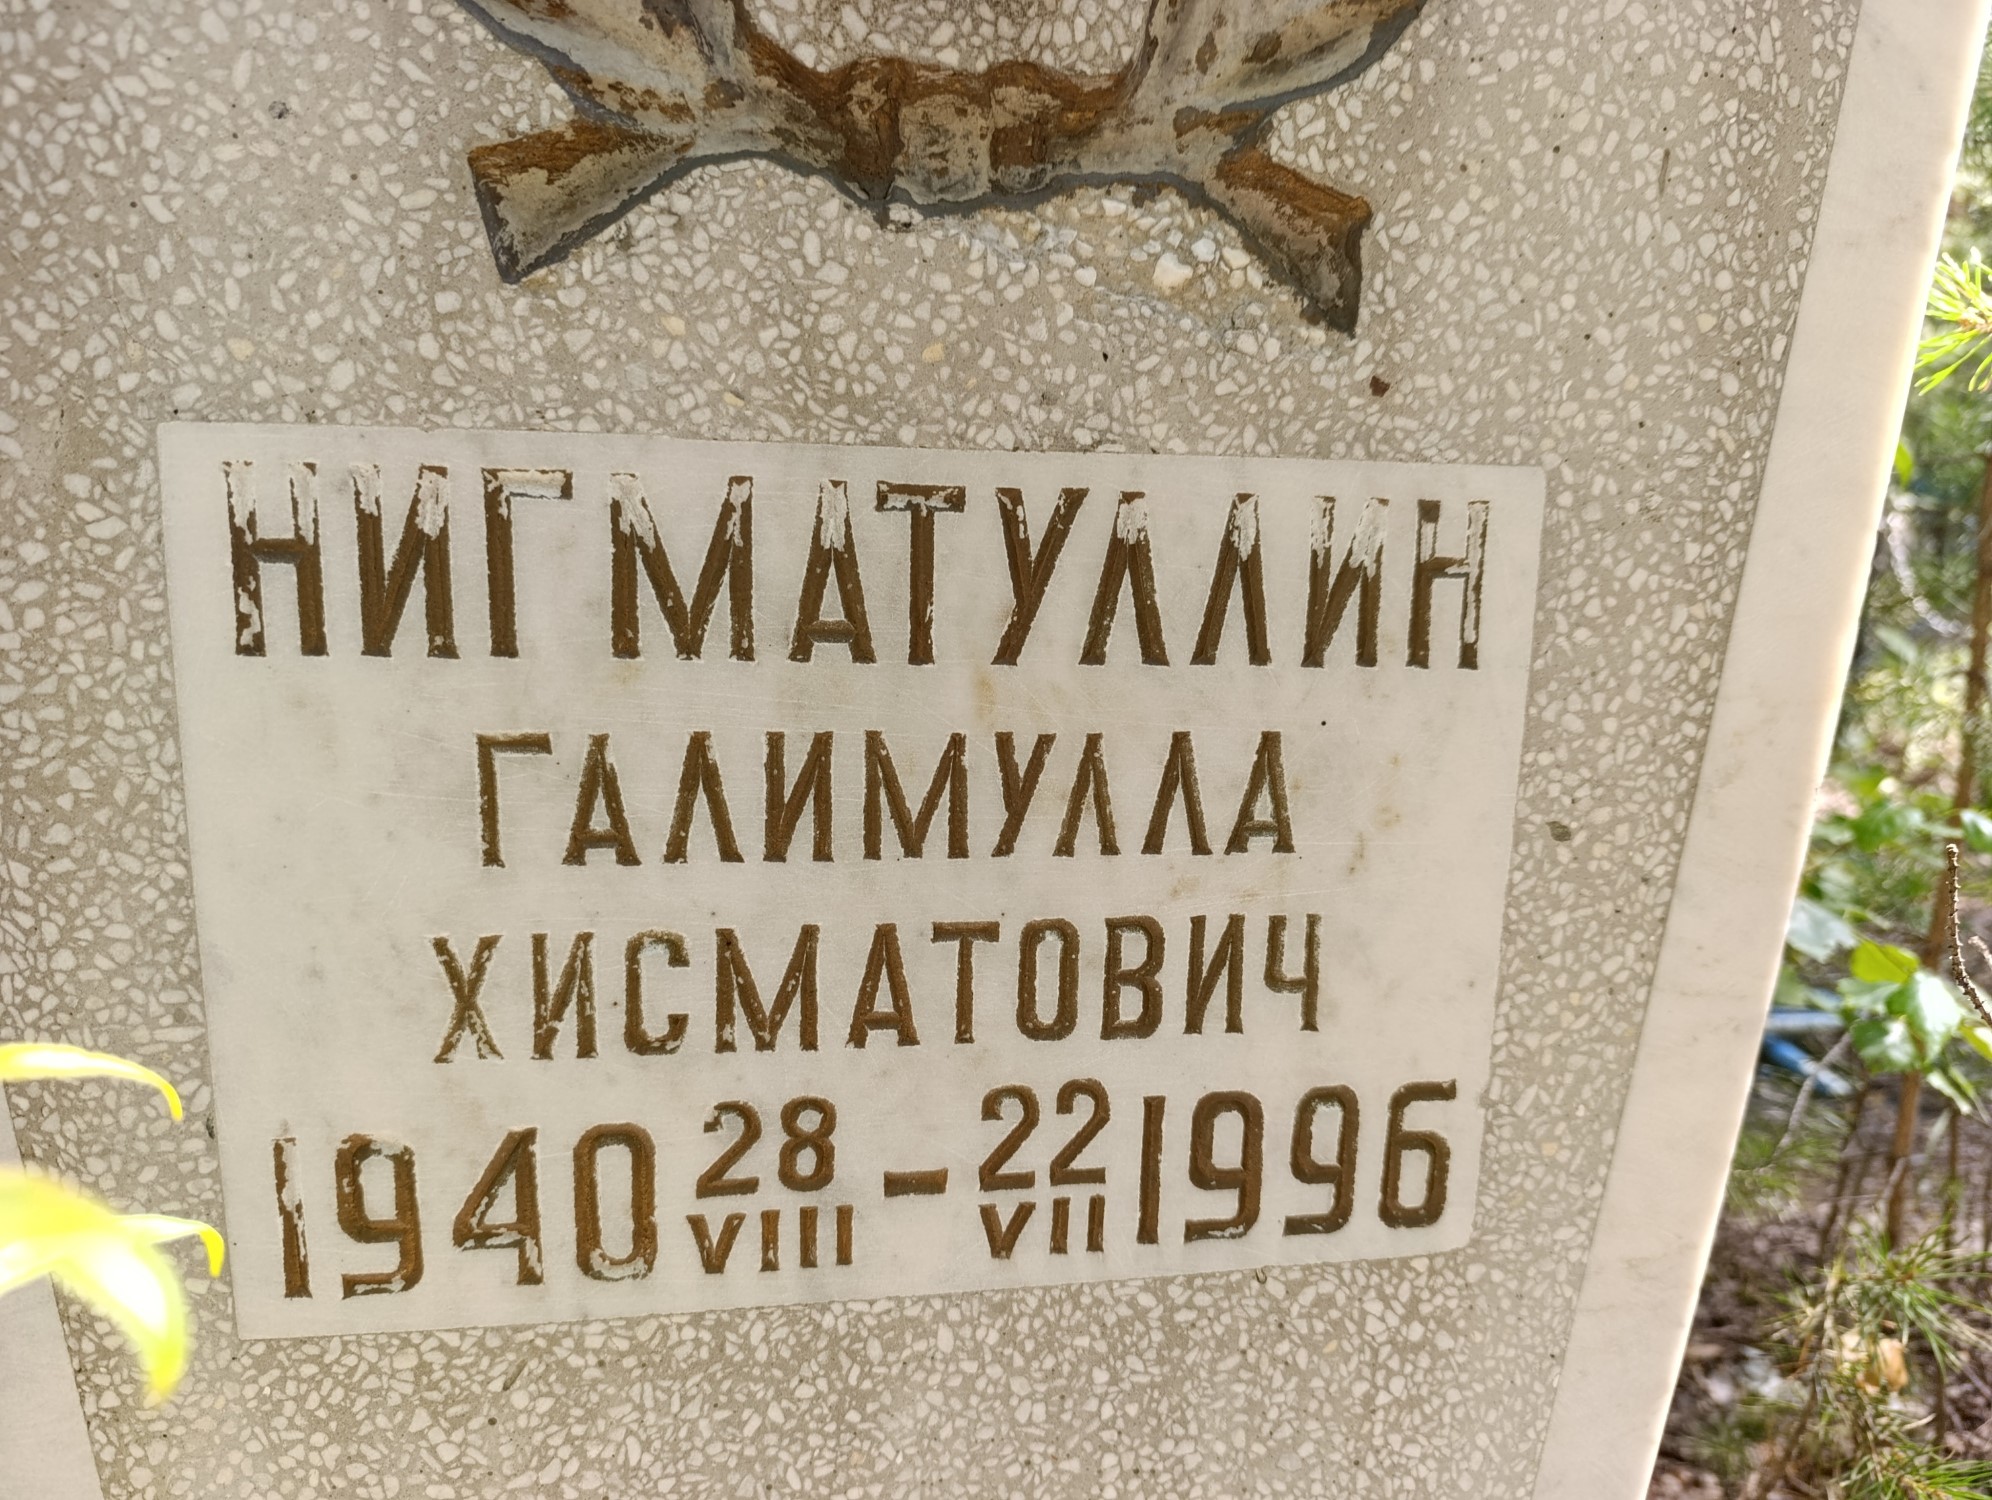 НИГМАТУЛЛИН
ГАЛИМУЛЛА
ХИСМАТОВИЧ
1940 28 VIII – 22 VII 1996